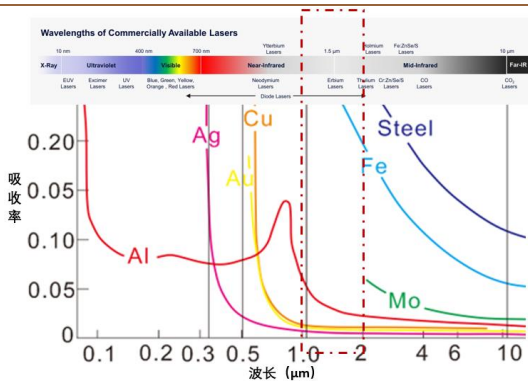 Wavelengths of Commercially Available Lasers
10 nm 400 nm 700 nm Ytterbium Lasers 1.5 µm Holmium Lasers Fe:ZnSe/S Lasers 10 µm
X-Ray Ultraviolet Visible Near-Infrared Mid-Infrared Far-IR
EUV Lasers Excimer Lasers UV Lasers Blue, Green, Yellow, Orange , Red Lasers Neodymium Lasers Erbium Lasers Thulium Lasers Cr:Zn/Se/S Lasers CO Lasers CO2 Lasers
Diode Lasers
Cu
Steel
0.20
Ag
Fe
吸收率
0.05
Au
0.10
Al
0.05
Mo
0
0.1 0.2 0.3 0.5 1.0 2 4 6 10
波长 (µm)